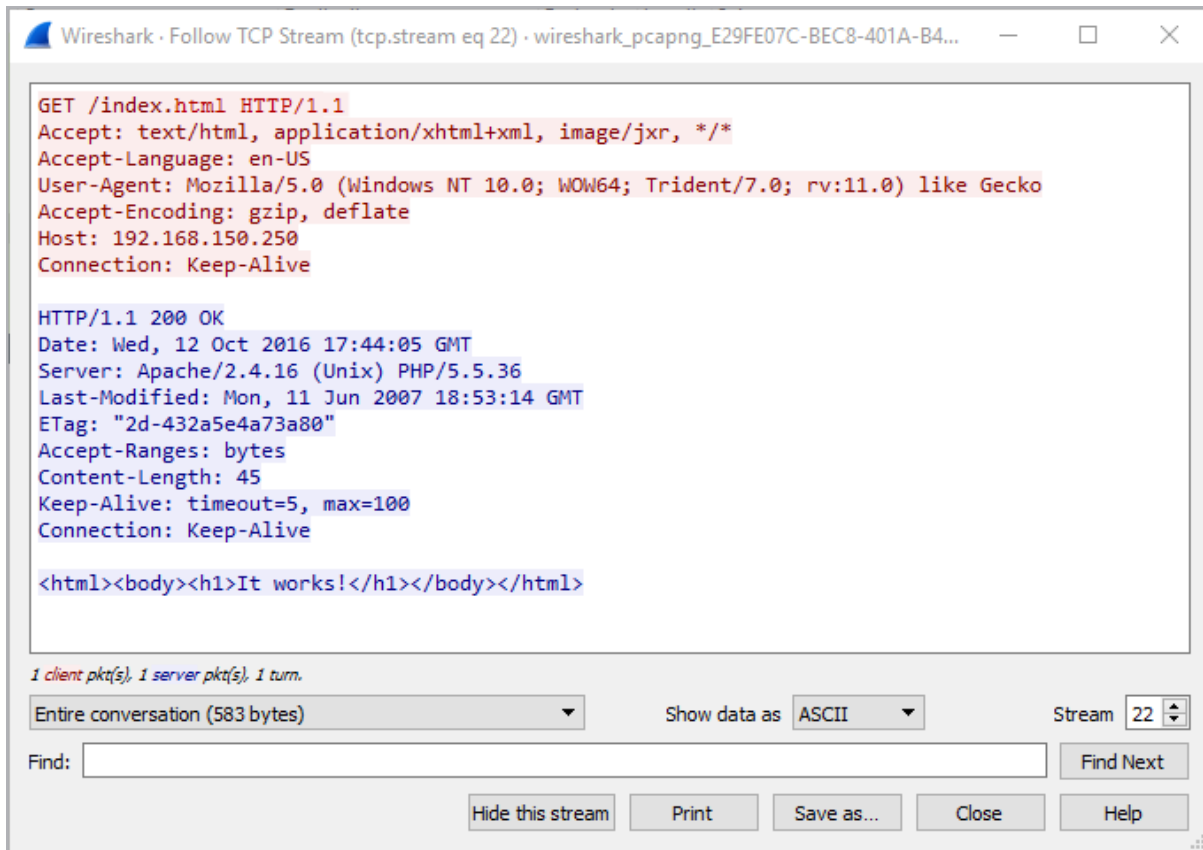 Wireshark · Follow TCP Stream (tcp.stream eq 22) · wireshark_pcapng_E29FE07C-BEC8-401A-B4...
GET /index.html HTTP/1.1
Accept: text/html, application/xhtml+xml, image/jxr, */*
Accept-Language: en-US
User-Agent: Mozilla/5.0 (Windows NT 10.0; WOW64; Trident/7.0; rv:11.0) like Gecko
Accept-Encoding: gzip, deflate
Host: 192.168.150.250
Connection: Keep-Alive
HTTP/1.1 200 OK
Date: Wed, 12 Oct 2016 17:44:05 GMT
Server: Apache/2.4.16 (Unix) PHP/5.5.36
Last-Modified: Mon, 11 Jun 2007 18:53:14 GMT
ETag: "2d-432a5e4a73a80"
Accept-Ranges: bytes
Content-Length: 45
Keep-Alive: timeout=5, max=100
Connection: Keep-Alive
<html><body><h1>It works!</h1></body></html>
1 client pkt(s), 1 server pkt(s), 1 turn.
Entire conversation (583 bytes) Show data as ASCII Stream 22
Find: Find Next
Hide this stream Print Save as... Close Help